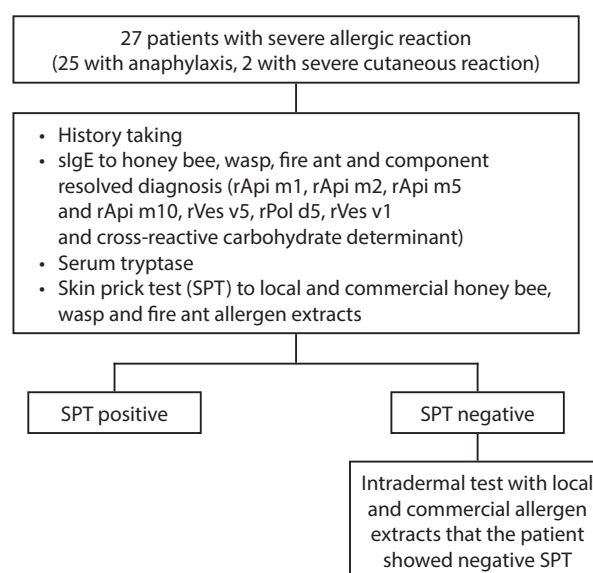 27 patients with severe allergic reaction
(25 with anaphylaxis, 2 with severe cutaneous reaction)
• History taking
• sIgE to honey bee, wasp, fire ant and component
resolved diagnosis (rApi m1, rApi m2, rApi m5
and rApi m10, rVes v5, rPol d5, rVes v1
and cross-reactive carbohydrate determinant)
• Serum tryptase
• Skin prick test (SPT) to local and commercial honey bee,
wasp and fire ant allergen extracts
SPT positive
SPT negative
Intradermal test with local
and commercial allergen
extracts that the patient
showed negative SPT